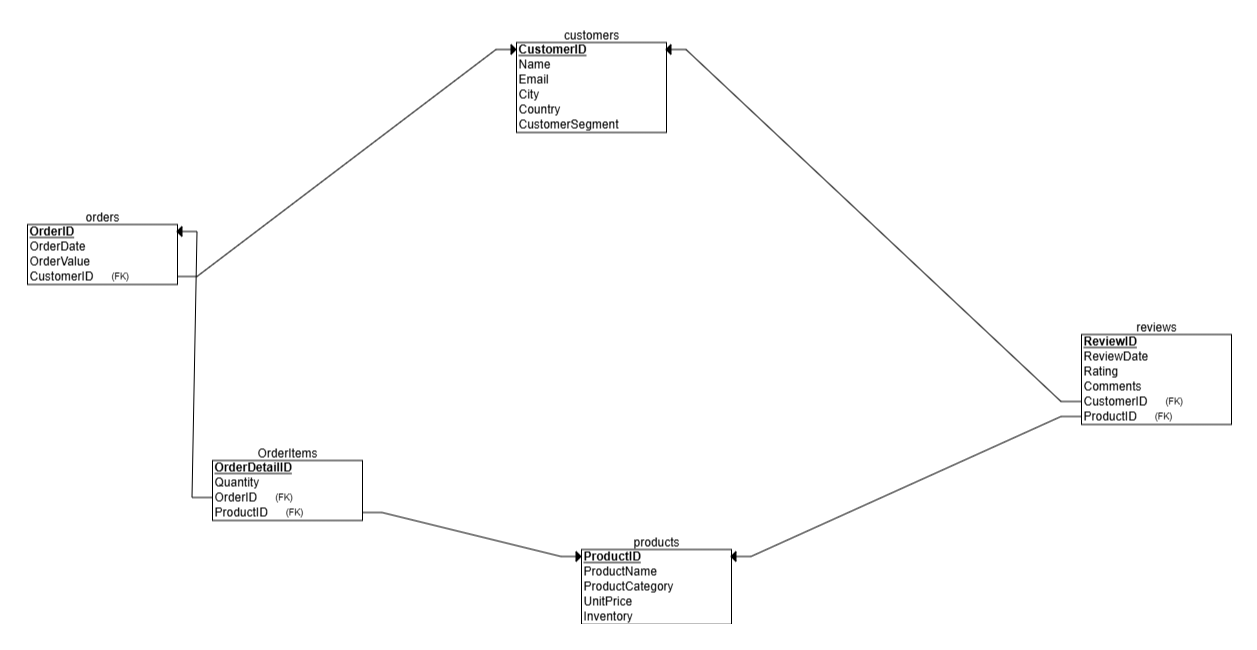 customers
CustomerID
Name
Email
City
Country
CustomerSegment
orders
OrderID
OrderDate
OrderValue
CustomerID (FK)
reviews
ReviewID
ReviewDate
Rating
Comments
CustomerID (FK)
ProductID (FK)
OrderItems
OrderDetailID
Quantity
OrderID (FK)
ProductID (FK)
products
ProductID
ProductName
ProductCategory
UnitPrice
Inventory